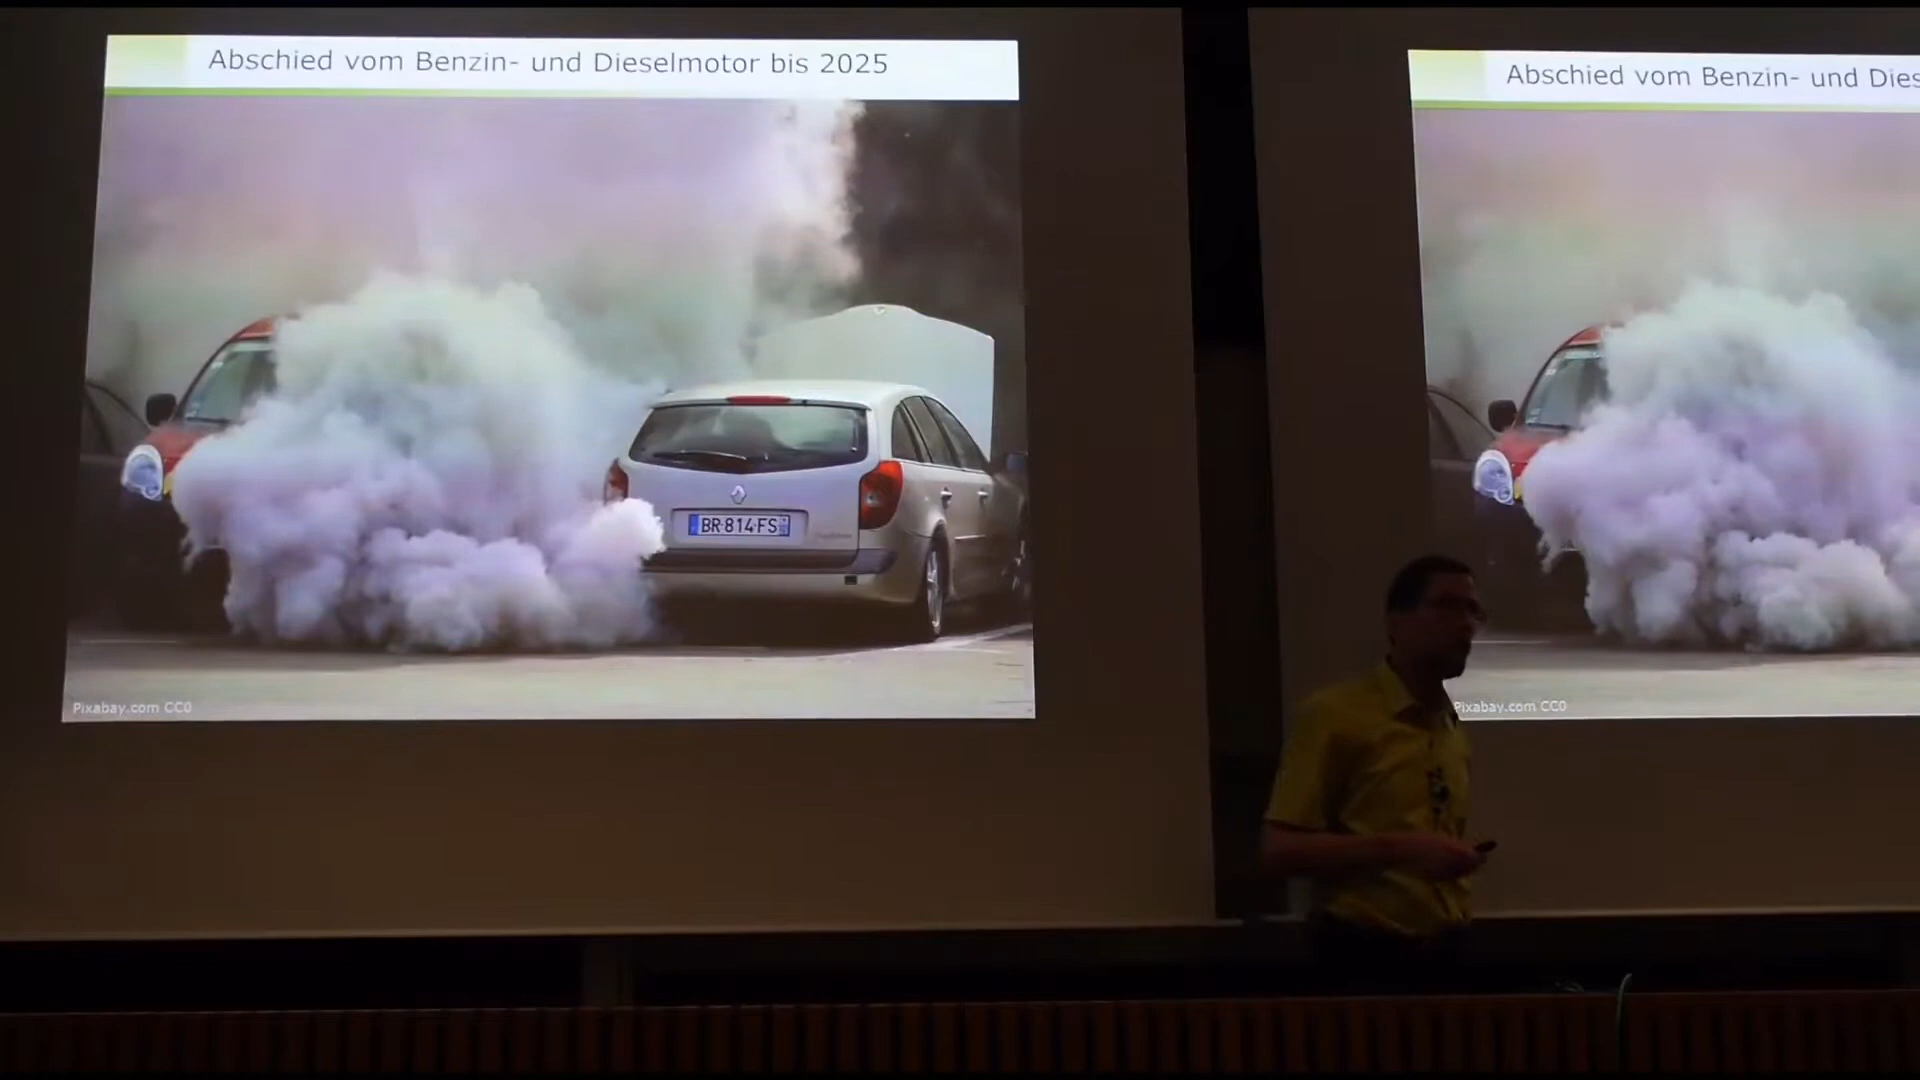 Abschied vom Benzin- und Dieselmotor bis 2025
BR-814-FS
Pixabay.com CC0
Abschied vom Benzin- und Dies
Pixabay.com CC0